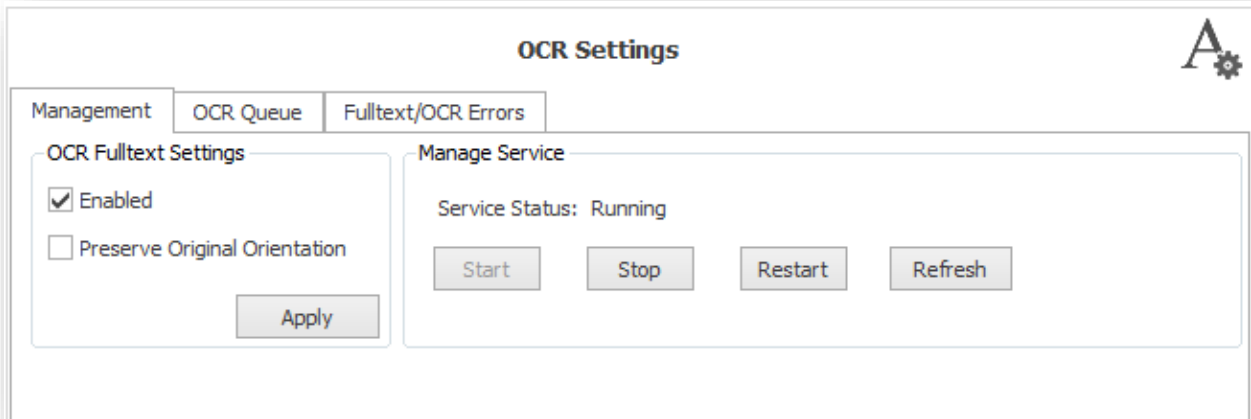 OCR Settings
Management
OCR Queue
Fulltext/OCR Errors
OCR Fulltext Settings
Enabled
Preserve Original Orientation
Apply
Manage Service
Service Status: Running
Start
Stop
Restart
Refresh